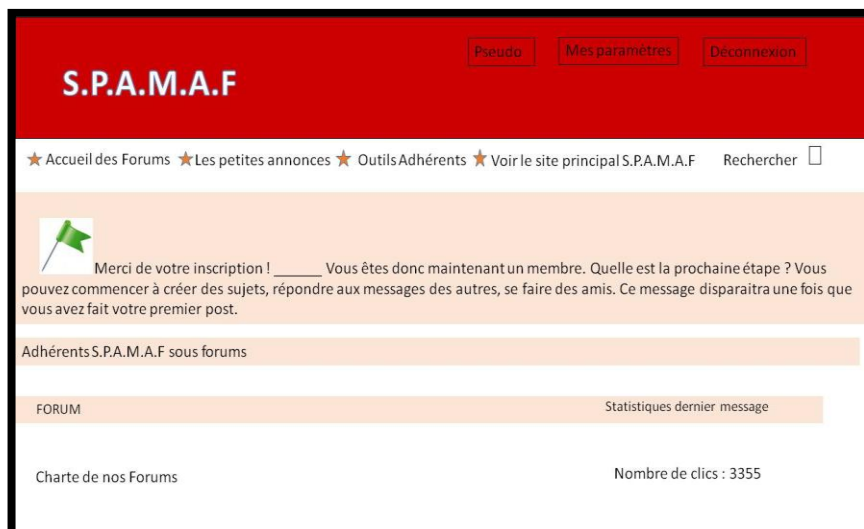 Pseudo Mes paramètres Déconnexion
S.P.A.M.A.F
Accueil des Forums Les petites annonces Outils Adhérents Voir le site principal S.P.A.M.A.F Rechercher
Merci de votre inscription ! ______ Vous êtes donc maintenant un membre. Quelle est la prochaine étape ? Vous
pouvez commencer à créer des sujets, répondre aux messages des autres, se faire des amis. Ce message disparaitra une fois que
vous avez fait votre premier post.
Adhérents S.P.A.M.A.F sous forums
FORUM Statistiques dernier message
Charte de nos Forums Nombre de clics : 3355